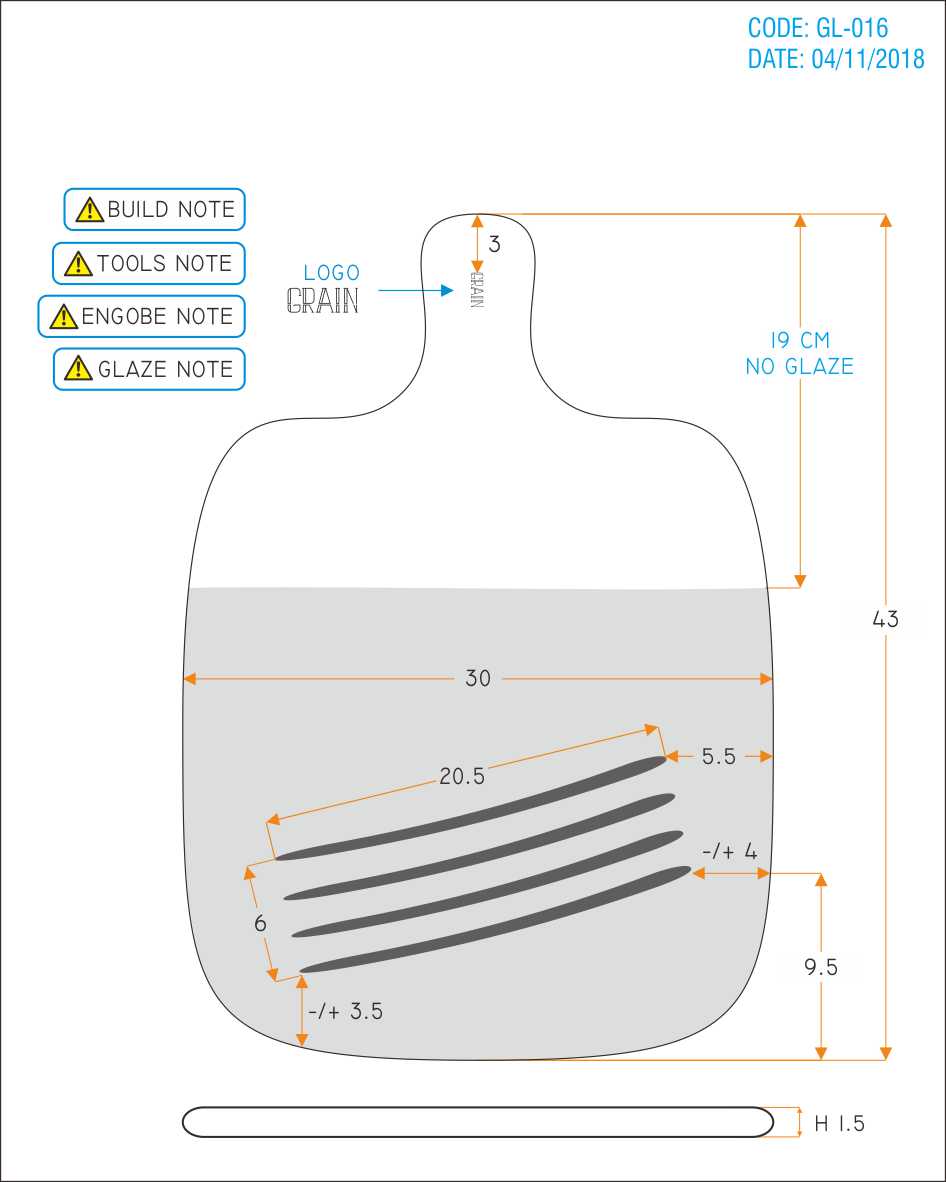 CODE: GL-016
DATE: 04/11/2018
BUILD NOTE
TOOLS NOTE
ENGOBE NOTE
GLAZE NOTE
LOGO
GRAIN
3
GRAIN
19 CM
NO GLAZE
43
30
20.5
5.5
-/+ 4
6
9.5
-/+ 3.5
H 1.5